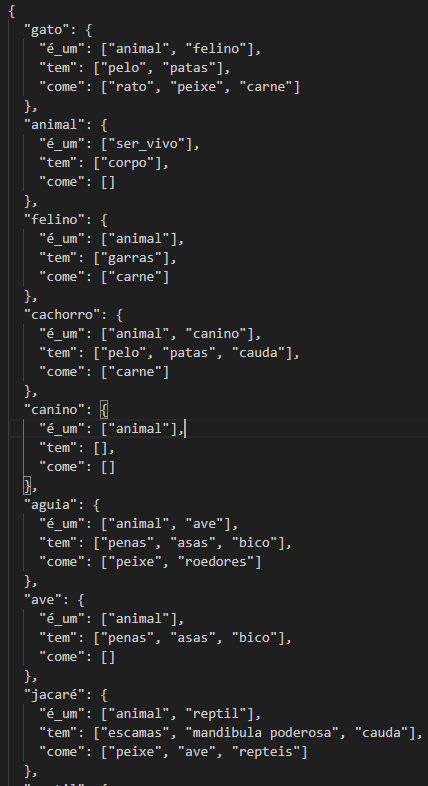 {
"gato": {
"é_um": ["animal", "felino"],
"tem": ["pelo", "patas"],
"come": ["rato", "peixe", "carne"]
},
"animal": {
"é_um": ["ser_vivo"],
"tem": ["corpo"],
"come": []
},
"felino": {
"é_um": ["animal"],
"tem": ["garras"],
"come": ["carne"]
},
"cachorro": {
"é_um": ["animal", "canino"],
"tem": ["pelo", "patas", "cauda"],
"come": ["carne"]
},
"canino": {
"é_um": ["animal"],
"tem": [],
"come": []
},
"aguia": {
"é_um": ["animal", "ave"],
"tem": ["penas", "asas", "bico"],
"come": ["peixe", "roedores"]
},
"ave": {
"é_um": ["animal"],
"tem": ["penas", "asas", "bico"],
"come": []
},
"jacaré": {
"é_um": ["animal", "reptil"],
"tem": ["escamas", "mandibula poderosa", "cauda"],
"come": ["peixe", "ave", "repteis"]
},